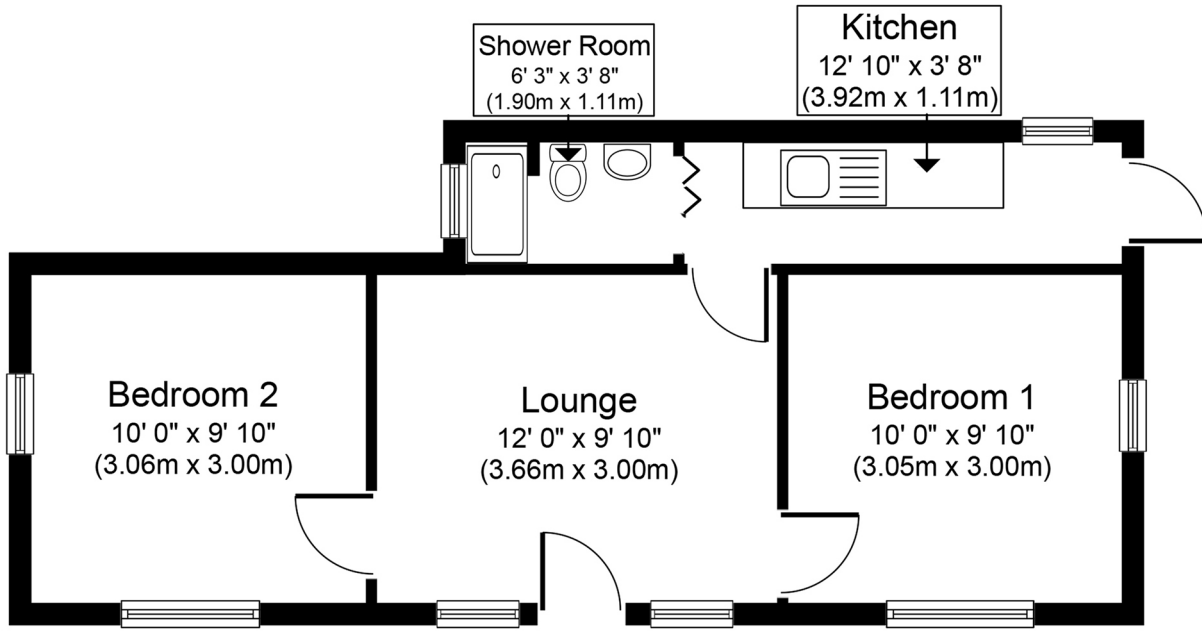 Shower Room
6' 3" x 3' 8"
(1.90m x 1.11m)
Kitchen
12' 10" x 3' 8"
(3.92m x 1.11m)
Bedroom 2
10' 0" x 9' 10"
(3.06m x 3.00m)
Lounge
12' 0" x 9' 10"
(3.66m x 3.00m)
Bedroom 1
10' 0" x 9' 10"
(3.05m x 3.00m)